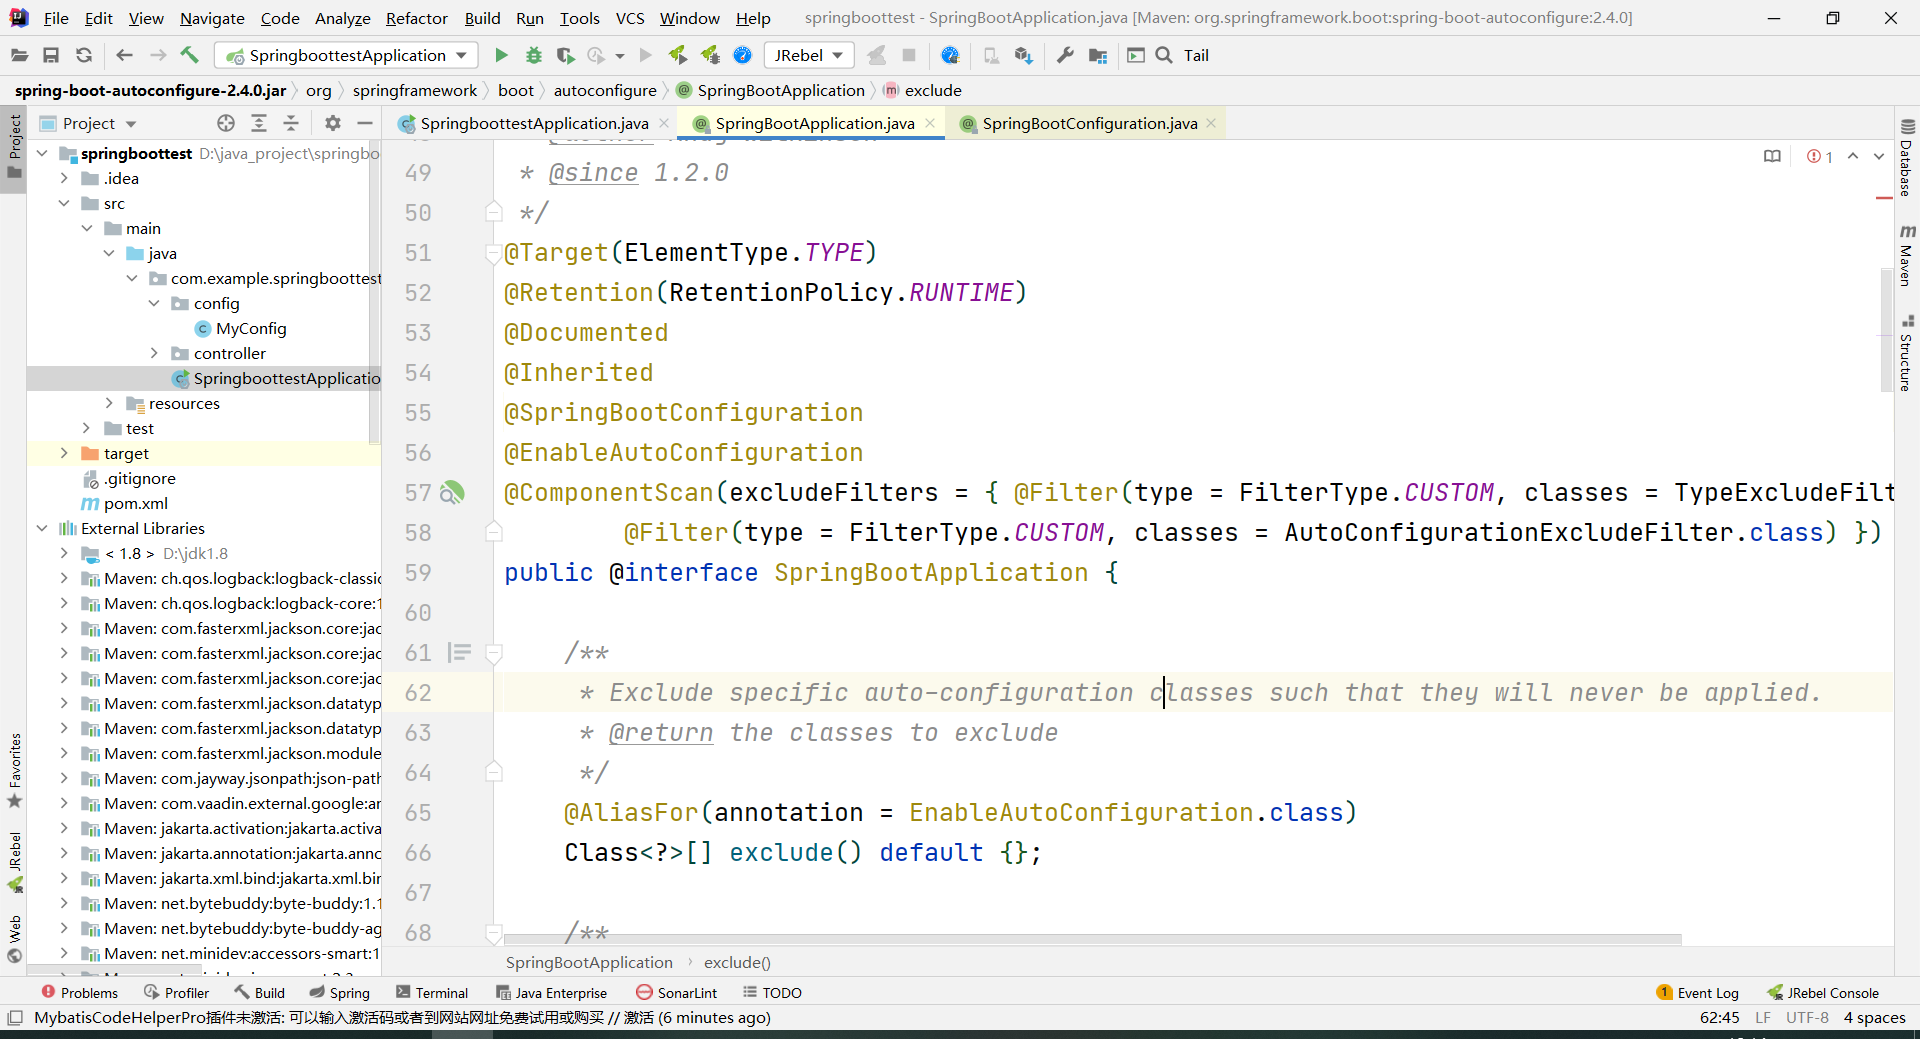 File Edit View Navigate Code Analyze Refactor Build Run Tools VCS Window Help springboottest - SpringBootApplication.java [Maven: org.springframework.boot:spring-boot-autoconfigure:2.4.0]
SpringboottestApplication JRebel Tail
spring-boot-autoconfigure-2.4.0.jar org springframework boot autoconfigure @ SpringBootApplication m exclude
Project
Project
SpringboottestApplication.java SpringBootApplication.java SpringBootConfiguration.java
springboottest D:\java_project\springbo
.idea
src
main
java
com.example.springboottest
config
MyConfig
controller
SpringboottestApplicatio
resources
test
target
.gitignore
pom.xml
External Libraries
< 1.8 > D:\jdk1.8
Maven: ch.qos.logback:logback-classic
Maven: ch.qos.logback:logback-core:1
Maven: com.fasterxml.jackson.core:jac
Maven: com.fasterxml.jackson.core:jac
Maven: com.fasterxml.jackson.core:jac
Maven: com.fasterxml.jackson.datatyp
Maven: com.fasterxml.jackson.datatyp
Maven: com.fasterxml.jackson.module
Maven: com.jayway.jsonpath:json-path
Maven: com.vaadin.external.google:an
Maven: jakarta.activation:jakarta.activa
Maven: jakarta.annotation:jakarta.anno
Maven: jakarta.xml.bind:jakarta.xml.bin
Maven: net.bytebuddy:byte-buddy:1.1
Maven: net.bytebuddy:byte-buddy-ag
Maven: net.minidev:accessors-smart:1
49 * @since 1.2.0
50 */
51 @Target(ElementType.TYPE)
52 @Retention(RetentionPolicy.RUNTIME)
53 @Documented
54 @Inherited
55 @SpringBootConfiguration
56 @EnableAutoConfiguration
57 @ComponentScan(excludeFilters = { @Filter(type = FilterType.CUSTOM, classes = TypeExcludeFilt
58 @Filter(type = FilterType.CUSTOM, classes = AutoConfigurationExcludeFilter.class) })
59 public @interface SpringBootApplication {
60
61 /**
62 * Exclude specific auto-configuration classes such that they will never be applied.
63 * @return the classes to exclude
64 */
65 @AliasFor(annotation = EnableAutoConfiguration.class)
66 Class<?>[] exclude() default {};
67
68 /**
1
Database
Maven
Structure
Favorites
JRebel
Web
SpringBootApplication exclude()
Problems Profiler Build Spring Terminal Java Enterprise SonarLint TODO 1 Event Log JRebel Console
MybatisCodeHelperPro插件未激活: 可以输入激活码或者到网站网址免费试用或购买 // 激活 (6 minutes ago) 62:45 LF UTF-8 4 spaces